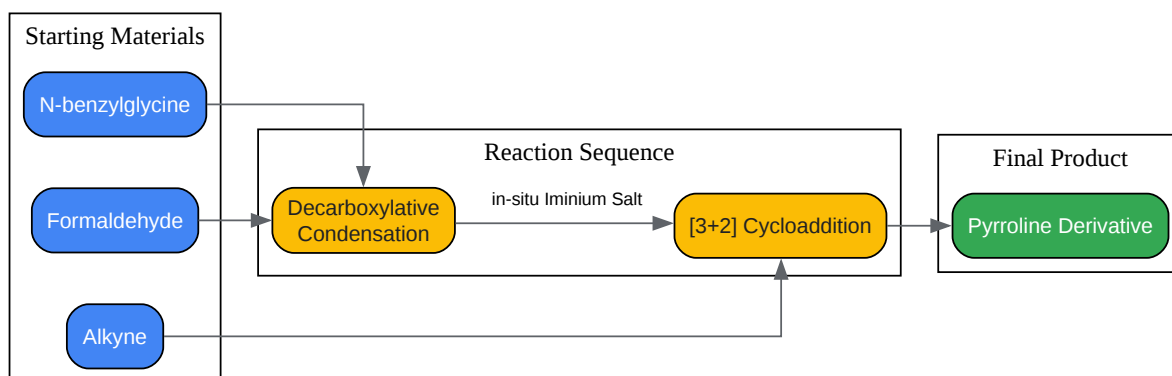 Starting Materials
N-benzylglycine
Formaldehyde
Alkyne
Reaction Sequence
Decarboxylative
Condensation
in-situ Iminium Salt
[3+2] Cycloaddition
Final Product
Pyrroline Derivative